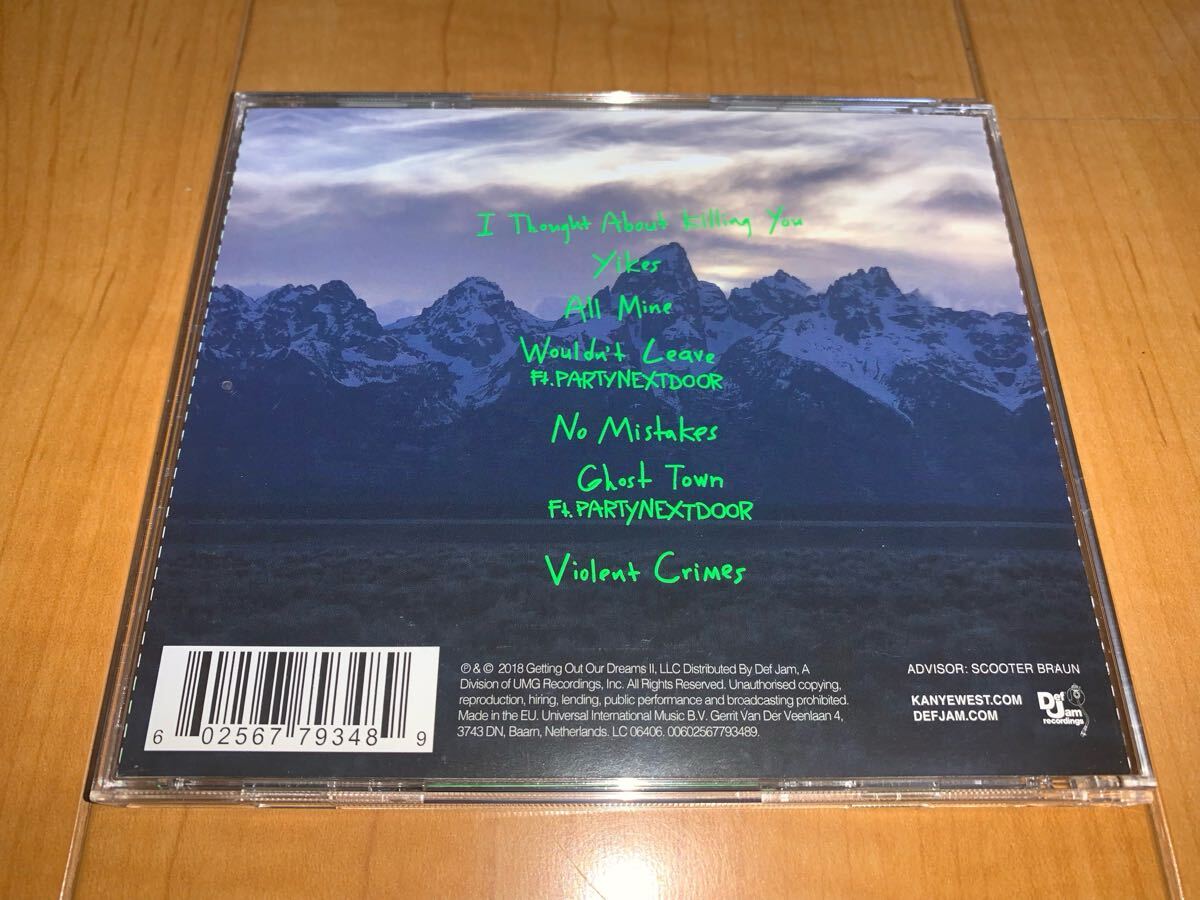 I Thought About Killing You
Yikes
All Mine
Wouldn't Leave
Ft. PARTYNEXTDOOR
No Mistakes
Ghost Town
Ft. PARTYNEXTDOOR
Violent Crimes
6 02567 79348 9
℗ & © 2018 Getting Out Our Dreams II, LLC Distributed By Def Jam, A
Division of UMG Recordings, Inc. All Rights Reserved. Unauthorised copying,
reproduction, hiring, lending, public performance and broadcasting prohibited.
Made in the EU. Universal International Music B.V. Gerrit Van Der Veenlaan 4,
3743 DN, Baarn, Netherlands. LC 06406. 00602567793489.
ADVISOR: SCOOTER BRAUN
KANYEWEST.COM
DEFJAM.COM
Def
Jam
recordings